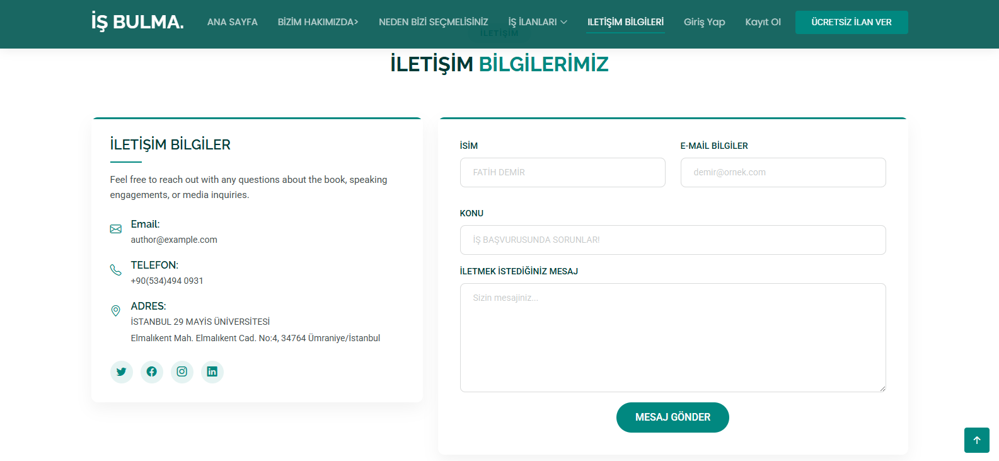 İŞ BULMA.
ANA SAYFA
BİZİM HAKIMIZDA>
NEDEN BİZİ SEÇMELİSİNİZ
İŞ İLANLARI
ILETİŞİM BİLGİLERİ
Giriş Yap
Kayıt Ol
ÜCRETSİZ İLAN VER
İLETİŞİM
İLETİŞİM BİLGİLERİMİZ
İLETİŞİM BİLGİLER
Feel free to reach out with any questions about the book, speaking
engagements, or media inquiries.
Email:
author@example.com
TELEFON:
+90(534)494 0931
ADRES:
İSTANBUL 29 MAYİS ÜNİVERSİTESİ
Elmalıkent Mah. Elmalıkent Cad. No:4, 34764 Ümraniye/İstanbul
İSİM
FATİH DEMİR
E-MAİL BİLGİLER
demir@ornek.com
KONU
İŞ BAŞVURUSUNDA SORUNLAR!
İLETMEK İSTEDİĞİNİZ MESAJ
Sizin mesajiniz...
MESAJ GÖNDER